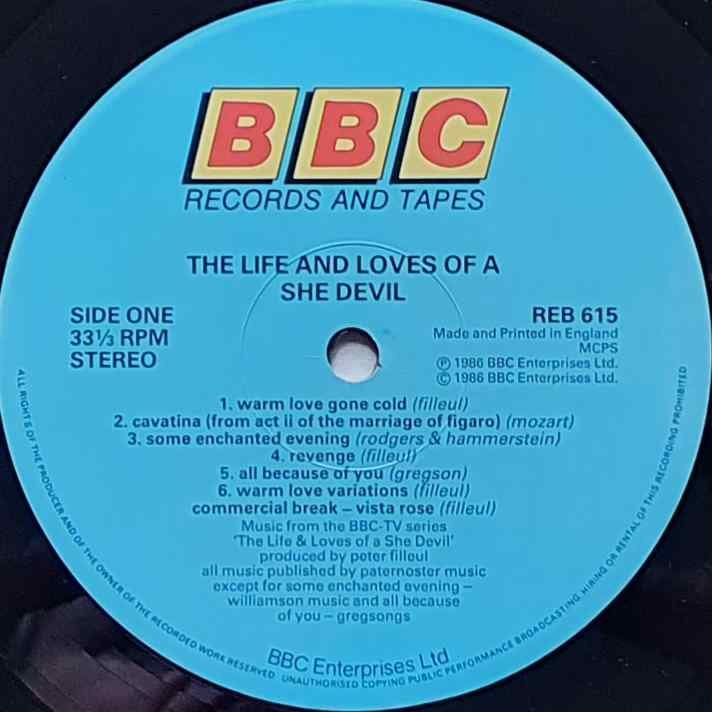 BBC
RECORDS AND TAPES
THE LIFE AND LOVES OF A
SHE DEVIL
SIDE ONE
33⅓ RPM
STEREO
REB 615
Made and Printed in England
MCPS
Ⓟ 1986 BBC Enterprises Ltd.
© 1986 BBC Enterprises Ltd.
1. warm love gone cold (filleul)
2. cavatina (from act ii of the marriage of figaro) (mozart)
3. some enchanted evening (rodgers & hammerstein)
4. revenge (filleul)
5. all because of you (gregson)
6. warm love variations (filleul)
commercial break – vista rose (filleul)
Music from the BBC-TV series
'The Life & Loves of a She Devil'
produced by peter filleul
all music published by paternoster music
except for some enchanted evening –
williamson music and all because
of you – gregsongs
BBC Enterprises Ltd
ALL RIGHTS OF THE PRODUCER AND OF THE OWNER OF THE RECORDED WORK RESERVED UNAUTHORISED COPYING PUBLIC PERFORMANCE BROADCASTING HIRING OR RENTAL OF THIS RECORDING PROHIBITED